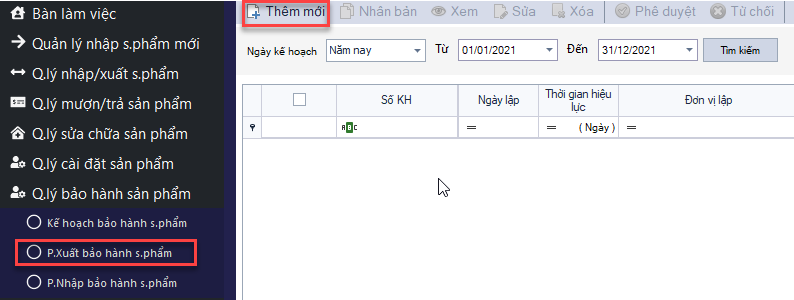 Bàn làm việc
Quản lý nhập s.phẩm mới
Q.lý nhập/xuất s.phẩm
Q.lý mượn/trả sản phẩm
Q.lý sửa chữa sản phẩm
Q.lý cài đặt sản phẩm
Q.lý bảo hành sản phẩm
Kế hoạch bảo hành s.phẩm
P.Xuất bảo hành s.phẩm
P.Nhập bảo hành s.phẩm
Thêm mới Nhân bản Xem Sửa Xóa Phê duyệt Từ chối
Ngày kế hoạch Năm nay Từ 01/01/2021 Đến 31/12/2021 Tìm kiếm
Số KH Ngày lập Thời gian hiệu lực Đơn vị lập
ABC = = ( Ngày ) =